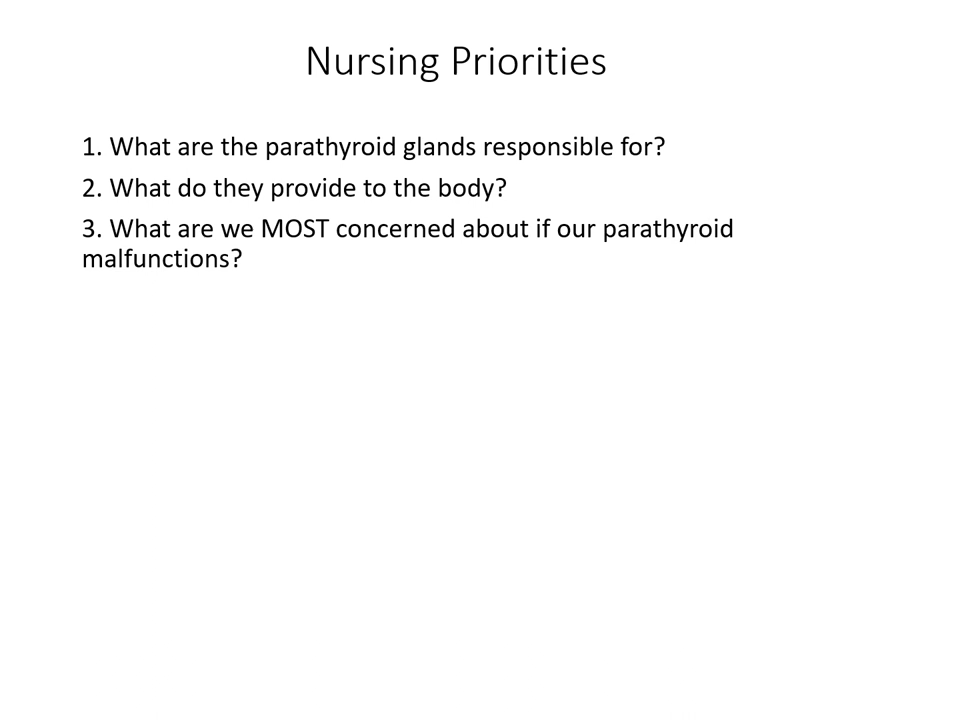 Nursing Priorities
1. What are the parathyroid glands responsible for?
2. What do they provide to the body?
3. What are we MOST concerned about if our parathyroid
malfunctions?